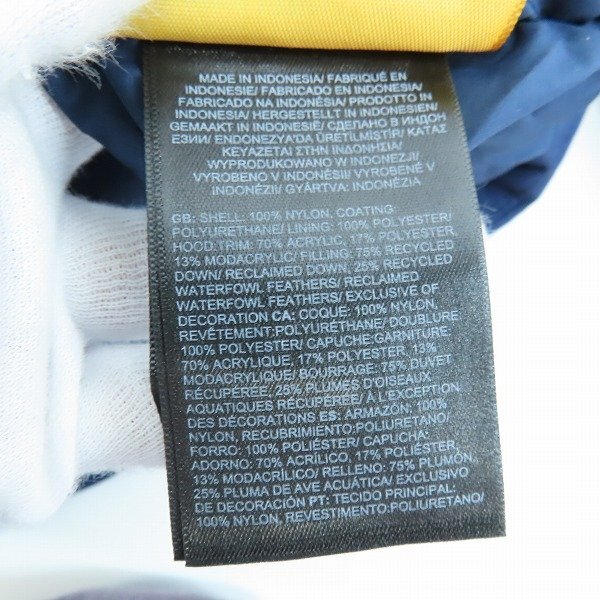 MADE IN INDONESIA/ FABRIQUÉ EN
INDONESIE/ FABRICADO EN INDONESIA/
FABRICADO NA INDONÉSIA/ PRODOTTO IN
INDONESIA/ HERGESTELLT IN INDONESIEN/
GEMAAKT IN INDONESIË/ СДЕЛАНО В ИНДОН
ЕЗИИ/ ENDONEZYA'DA ÜRETİLMİŞTİR/ ΚΑΤΑΣ
ΚΕΥΑΖΕΤΑΙ ΣΤΗΝ ΙΝΔΟΝΗΣΙΑ/
WYPRODUKOWANO W INDONEZJI/
VYROBENO V INDONÉSII/ VYROBENÉ V
INDONÉZII/ GYÁRTVA: INDONÉZIA
GB: SHELL: 100% NYLON, COATING
POLYURETHANE/ LINING: 100% POLYESTER/
HOOD:TRIM: 70% ACRYLIC, 17% POLYESTER,
13% MODACRYLIC/ FILLING: 75% RECYCLED
DOWN/ RECLAIMED DOWN, 25% RECYCLED
WATERFOWL FEATHERS/ RECLAIMED
WATERFOWL FEATHERS/ EXCLUSIVE OF
DECORATION CA: COQUE: 100% NYLON,
REVÊTEMENT:POLYURÉTHANE/ DOUBLURE
100% POLYESTER/ CAPUCHE:GARNITURE,
70% ACRYLIQUE, 17% POLYESTER, 13%
MODACRYLIQUE/ BOURRAGE: 75% DUVET
RÉCUPÉRÉE, 25% PLUMES D'OISEAUX
AQUATIQUES RÉCUPÉRÉE/ À L'EXCEPTION
DES DÉCORATIONS ES: ARMAZÓN: 100%
NYLON, RECUBRIMIENTO:POLIURETANO/
FORRO: 100% POLIÉSTER/ CAPUCHA:
ADORNO: 70% ACRÍLICO, 17% POLIÉSTER,
13% MODACRÍLICO/ RELLENO: 75% PLUMÓN,
25% PLUMA DE AVE ACUÁTICA/ EXCLUSIVO
DE DECORACIÓN PT: TECIDO PRINCIPAL:
100% NYLON, REVESTIMENTO:POLIURETANO/